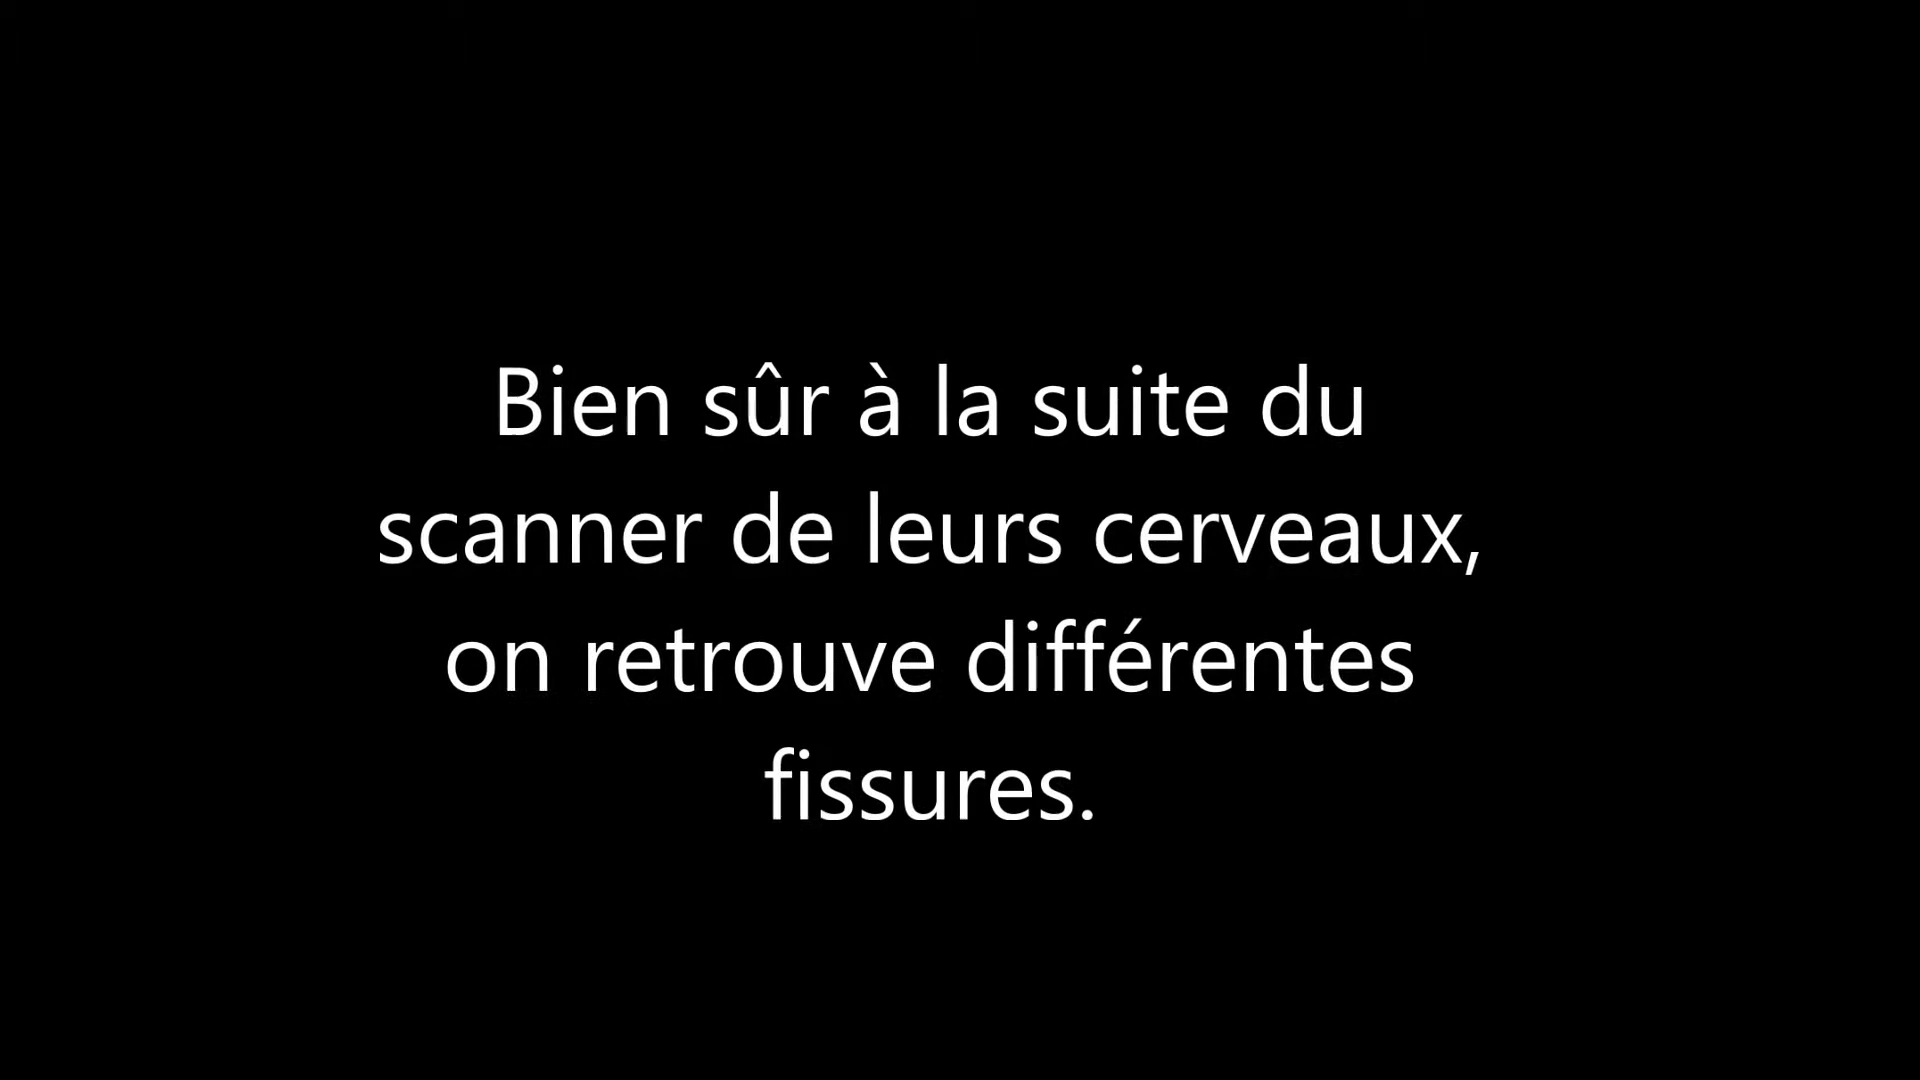 Bien sûr à la suite du
scanner de leurs cerveaux,
on retrouve différentes
fissures.